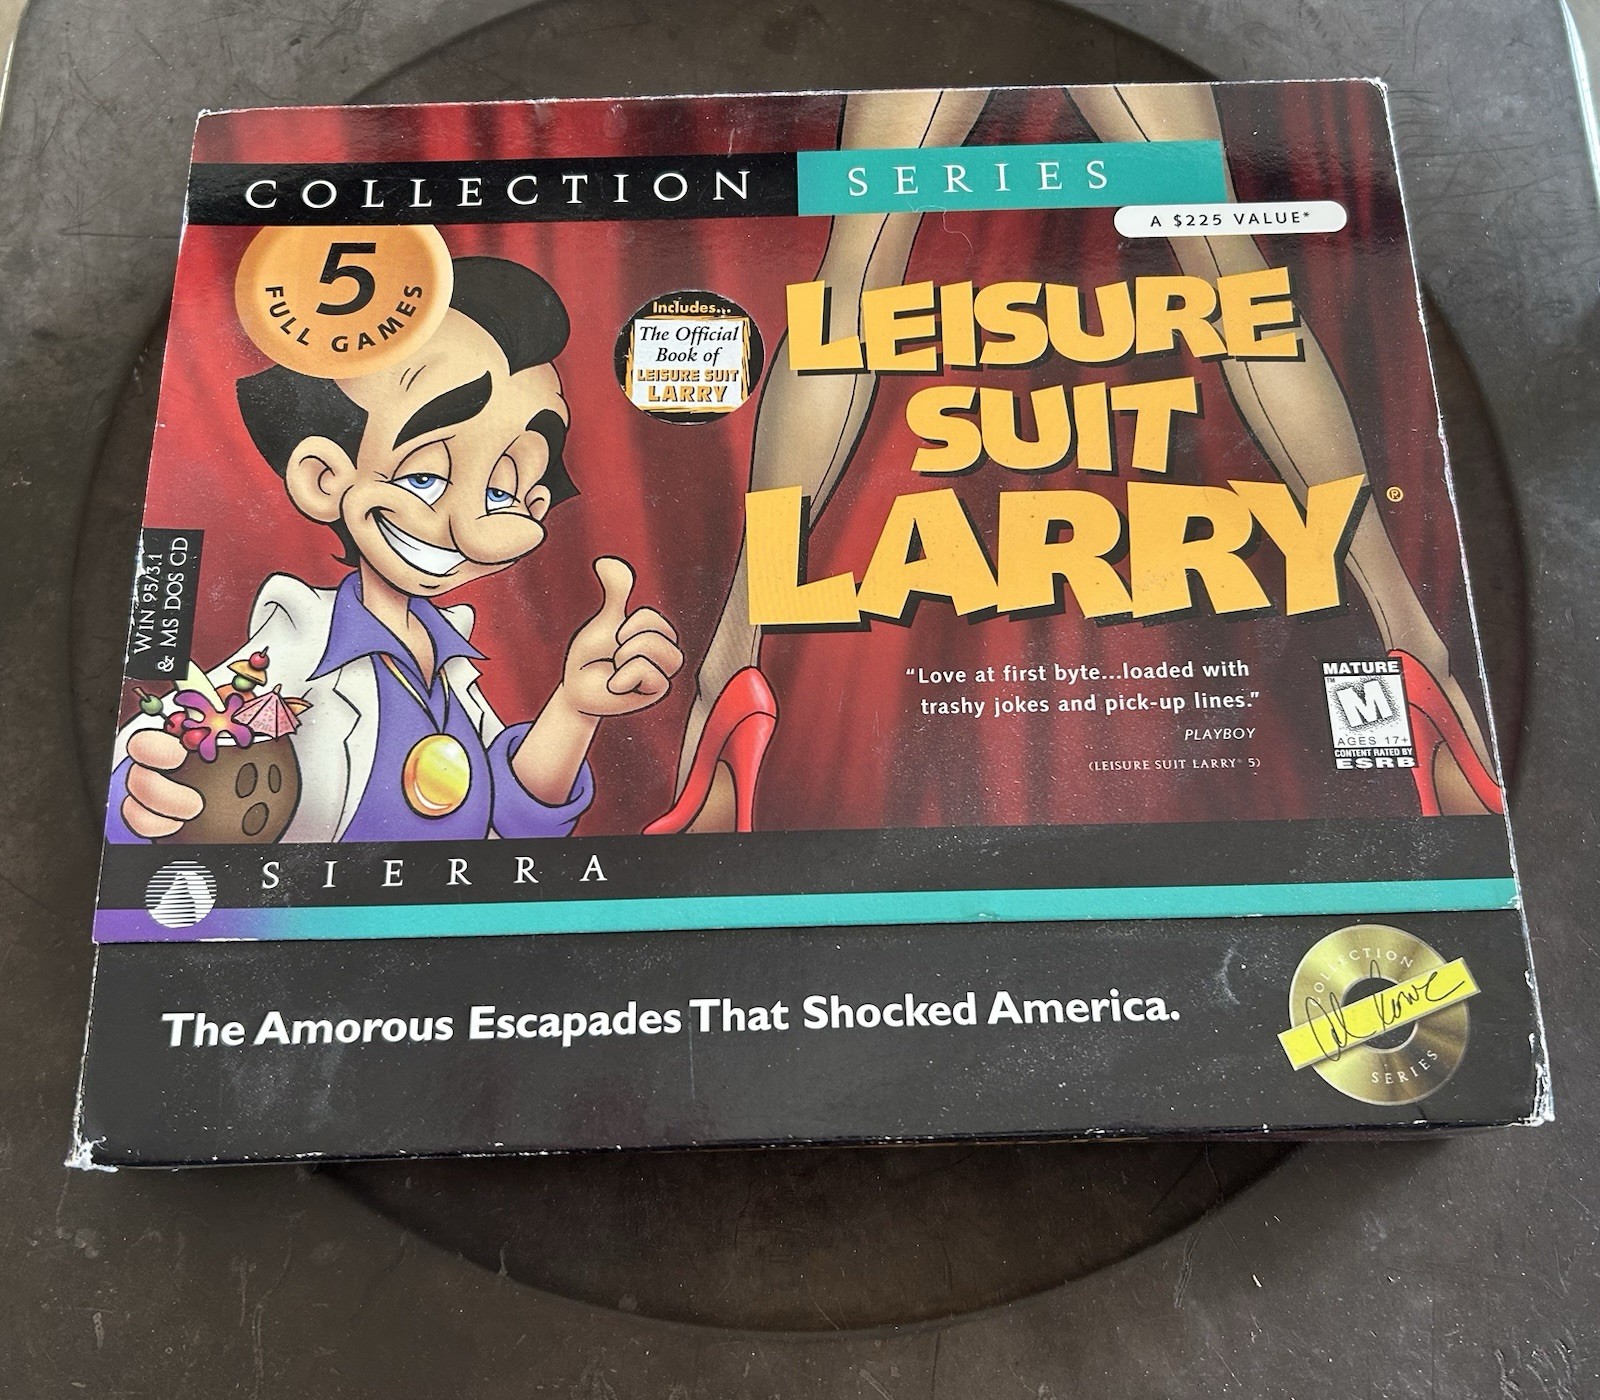 COLLECTION SERIES
A $225 VALUE*
5
FULL GAMES
Includes...
The Official
Book of
LEISURE SUIT
LARRY
LEISURE
SUIT
LARRY®
WIN 95/3.1
& MS DOS CD
"Love at first byte...loaded with
trashy jokes and pick-up lines."
PLAYBOY
(LEISURE SUIT LARRY® 5)
MATURE
TM
M
AGES 17+
CONTENT RATED BY
ESRB
SIERRA
The Amorous Escapades That Shocked America.
COLLECTION
Al Lowe
SERIES